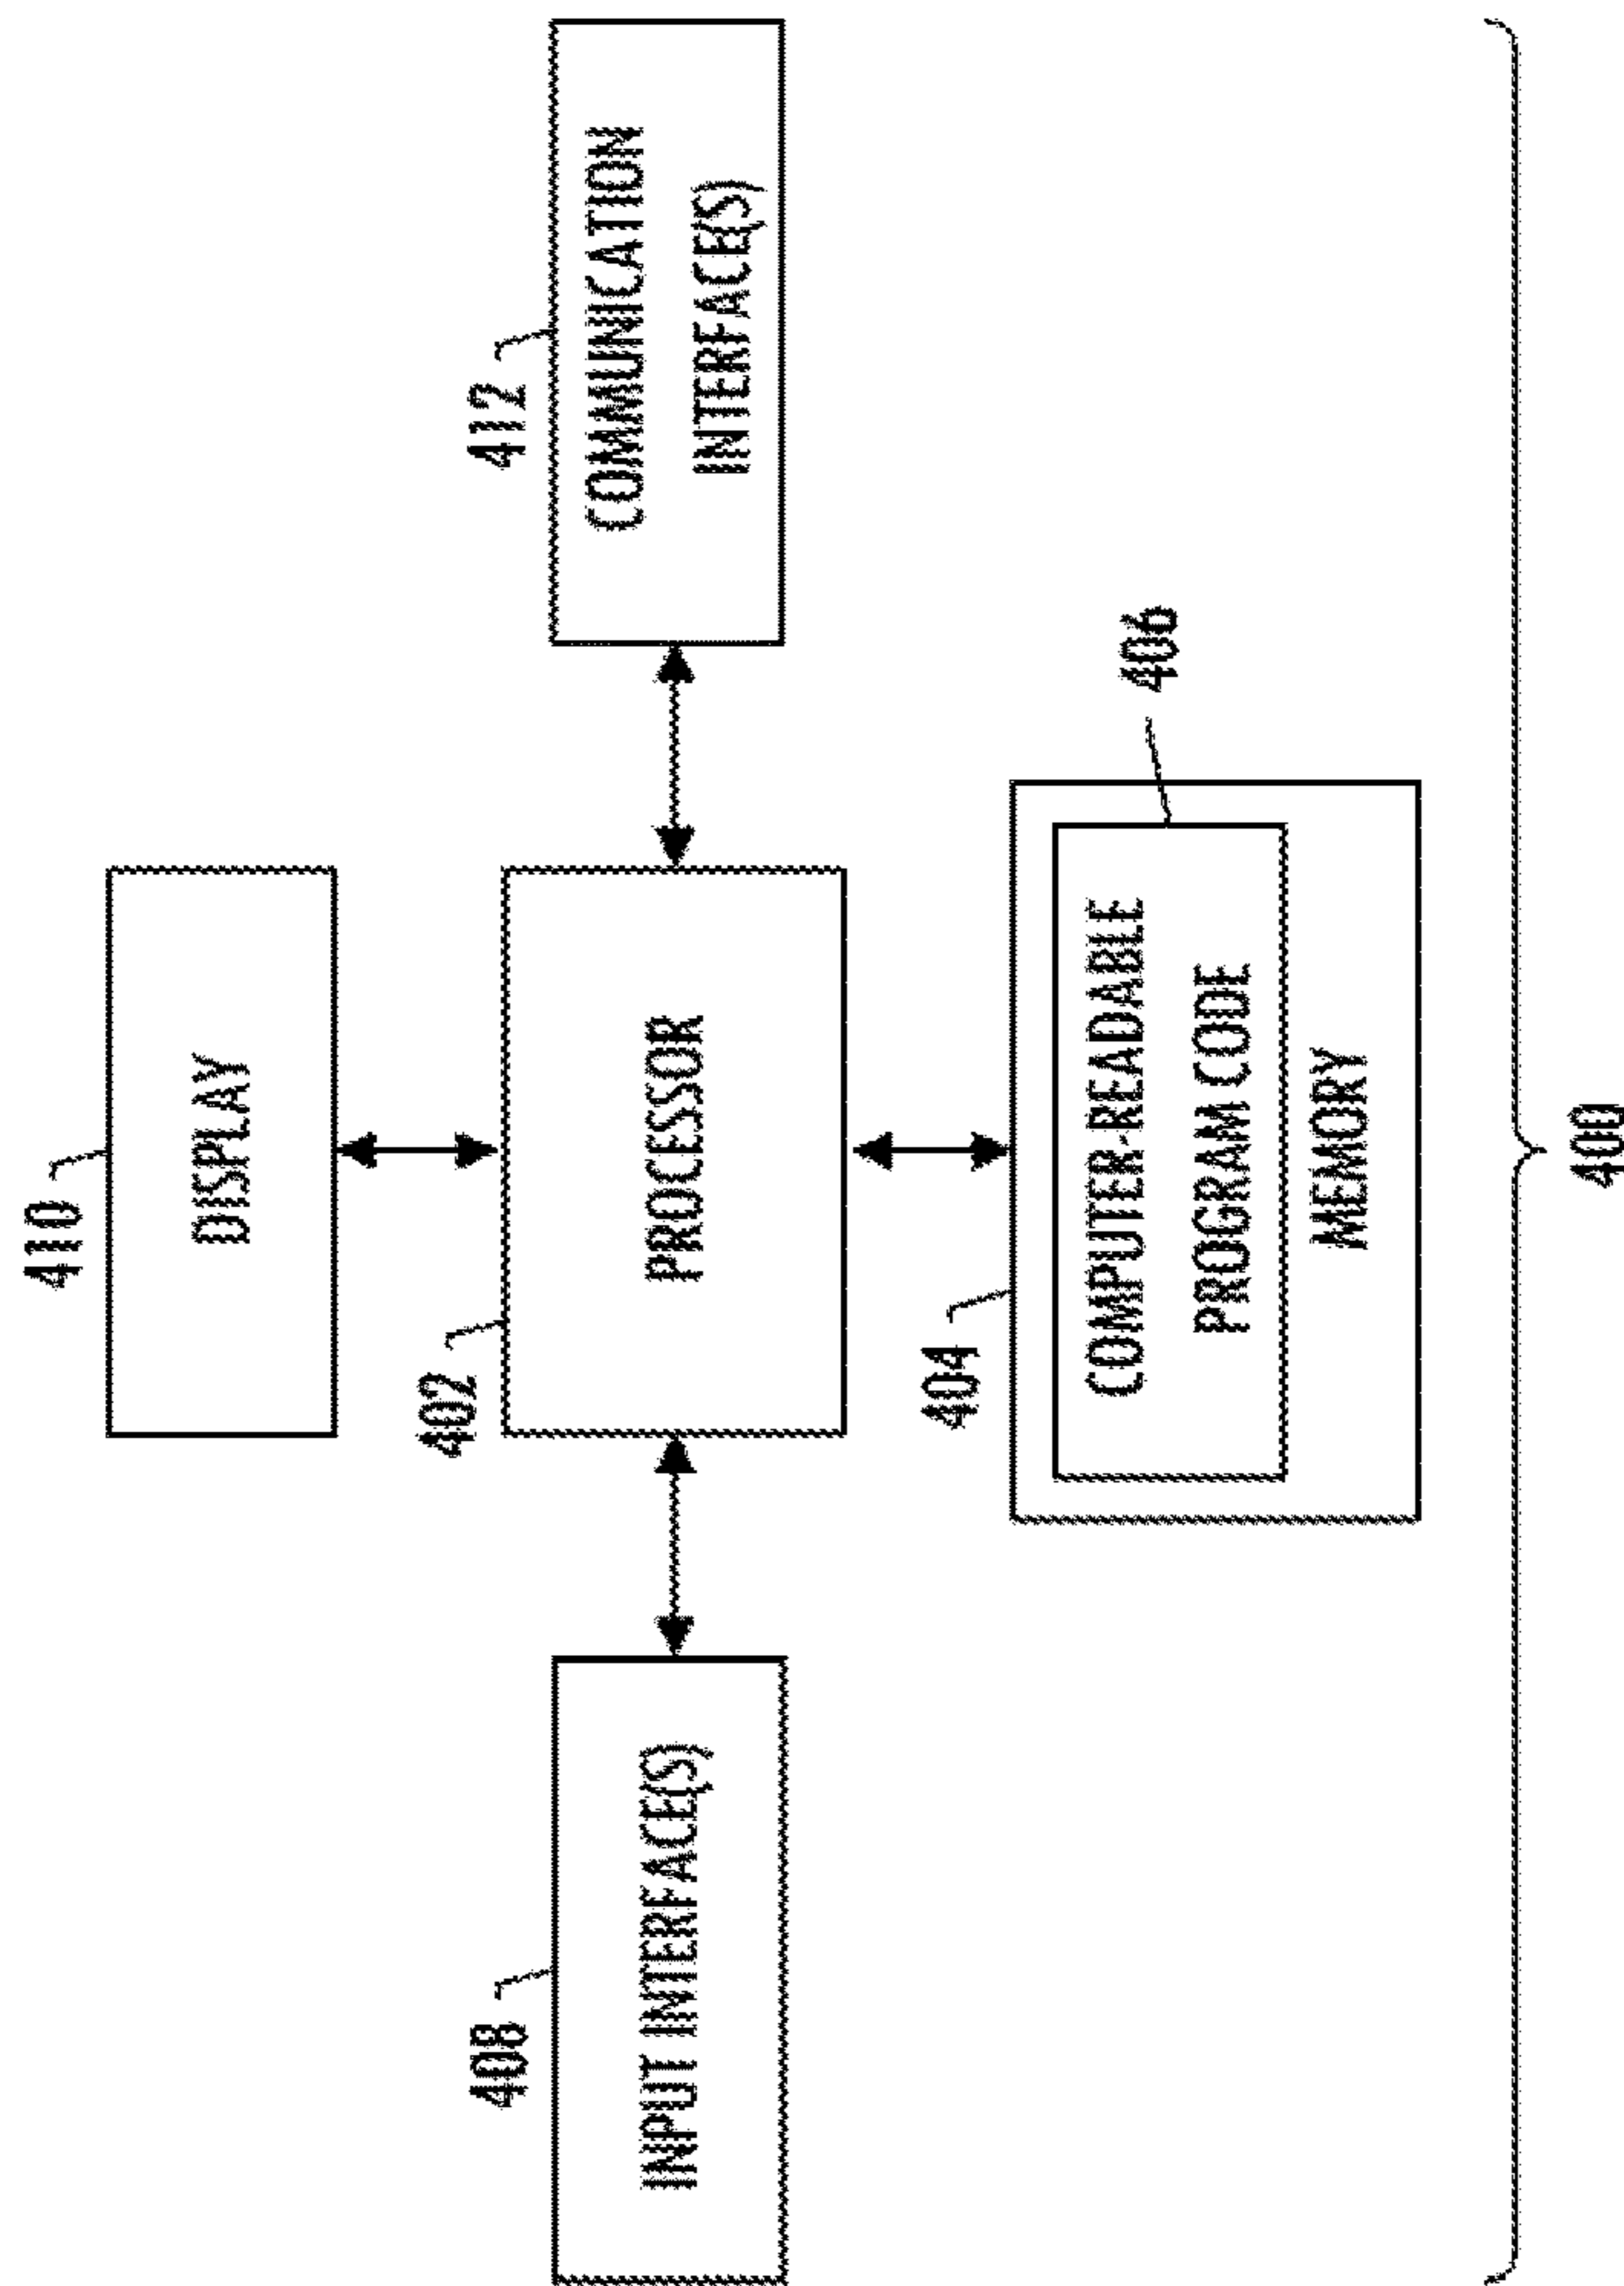 410
DISPLAY
402
PROCESSOR
408
INPUT INTERFACE(S)
412
COMMUNICATION
INTERFACE(S)
404
406
COMPUTER-READABLE
PROGRAM CODE
MEMORY
400